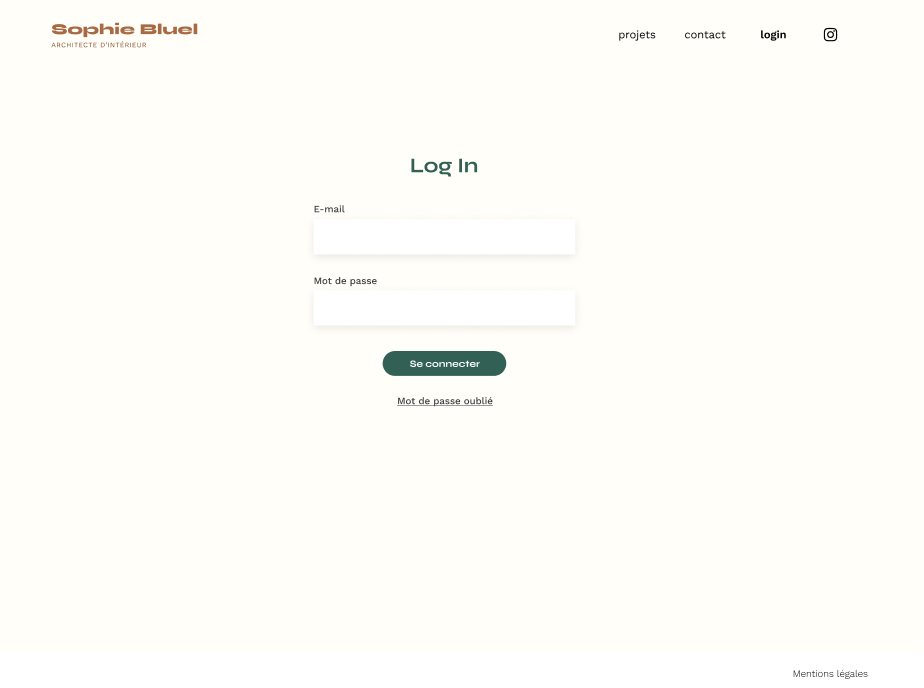 Sophie Bluel
ARCHITECTE D'INTÉRIEUR
projets contact login
Log In
E-mail
Mot de passe
Se connecter
Mot de passe oublié
Mentions légales